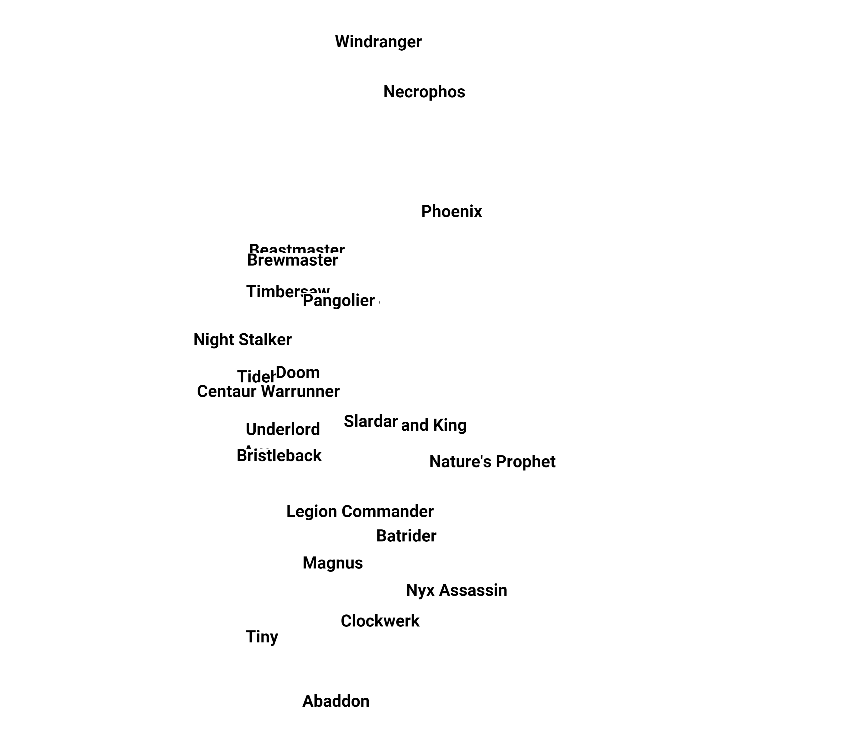 Windranger
Necrophos
Phoenix
Beastmaster
Brewmaster
Timbersaw
Pangolier
Night Stalker
Doom
Centaur Warrunner
Slardar
and King
Underlord
Bristleback
Nature's Prophet
Legion Commander
Batrider
Magnus
Nyx Assassin
Clockwerk
Tiny
Abaddon